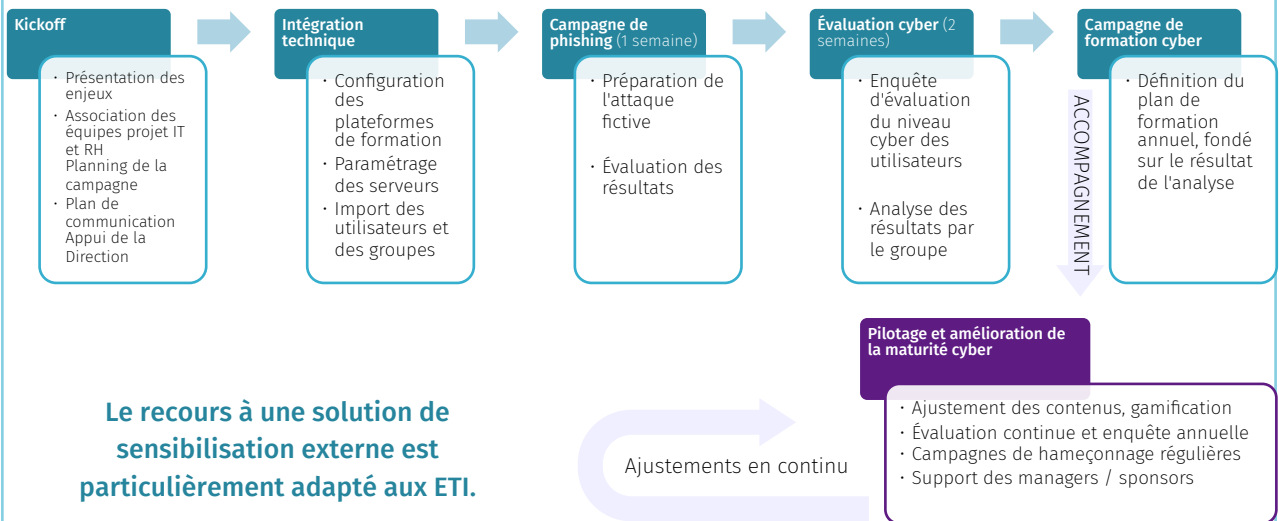 Kickoff
· Présentation des
enjeux
· Association des
équipes projet IT
et RH
Planning de la
campagne
· Plan de
communication
Appui de la
Direction
Intégration
technique
· Configuration
des
plateformes
de formation
· Paramétrage
des serveurs
· Import des
utilisateurs et
des groupes
Campagne de
phishing (1 semaine)
· Préparation de
l'attaque
fictive
· Évaluation des
résultats
Évaluation cyber (2
semaines)
· Enquête
d'évaluation
du niveau
cyber des
utilisateurs
· Analyse des
résultats par
le groupe
Campagne de
formation cyber
· Définition du
plan de
formation
annuel, fondé
sur le résultat
de l'analyse
ACCOMPAGNEMENT
Pilotage et amélioration de
la maturité cyber
· Ajustement des contenus, gamification
· Évaluation continue et enquête annuelle
· Campagnes de hameçonnage régulières
· Support des managers / sponsors
Ajustements en continu
Le recours à une solution de
sensibilisation externe est
particulièrement adapté aux ETI.